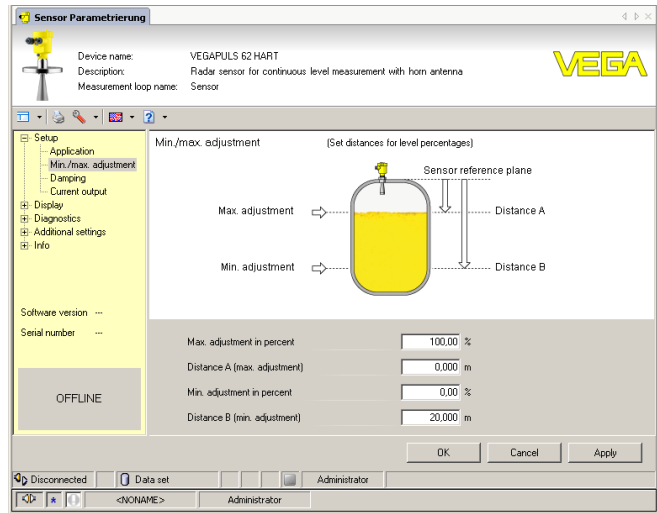 Sensor Parametrierung
Device name: VEGAPULS 62 HART
Description: Radar sensor for continuous level measurement with horn antenna
Measurement loop name: Sensor
VEGA
Setup
Application
Min./max. adjustment
Damping
Current output
Display
Diagnostics
Additional settings
Info
Software version ---
Serial number ---
OFFLINE
Min./max. adjustment (Set distances for level percentages)
Sensor reference plane
Max. adjustment
Distance A
Min. adjustment
Distance B
Max. adjustment in percent 100,00 %
Distance A (max. adjustment) 0,000 m
Min. adjustment in percent 0,00 %
Distance B (min. adjustment) 20,000 m
OK Cancel Apply
Disconnected Data set Administrator
<NONAME> Administrator